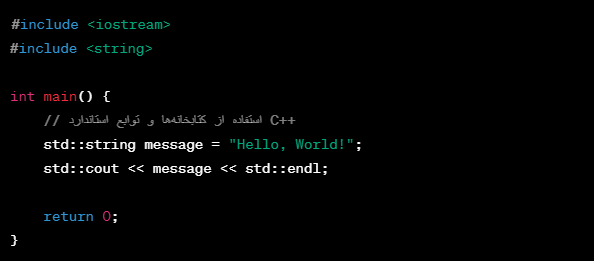 #include <iostream>
#include <string>
int main() {
// استفاده از کتابخانه‌ها و توابع استاندارد C++
std::string message = "Hello, World!";
std::cout << message << std::endl;
return 0;
}